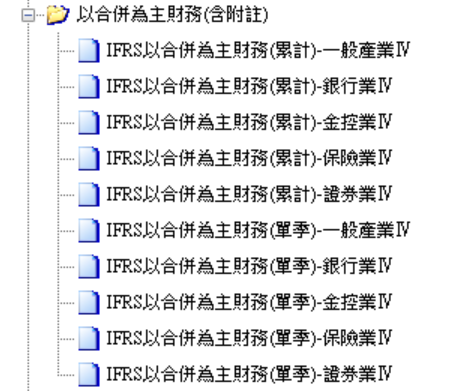 以合併為主財務(含附註)
IFRS以合併為主財務(累計)-一般產業Ⅳ
IFRS以合併為主財務(累計)-銀行業Ⅳ
IFRS以合併為主財務(累計)-金控業Ⅳ
IFRS以合併為主財務(累計)-保險業Ⅳ
IFRS以合併為主財務(累計)-證券業Ⅳ
IFRS以合併為主財務(單季)-一般產業Ⅳ
IFRS以合併為主財務(單季)-銀行業Ⅳ
IFRS以合併為主財務(單季)-金控業Ⅳ
IFRS以合併為主財務(單季)-保險業Ⅳ
IFRS以合併為主財務(單季)-證券業Ⅳ